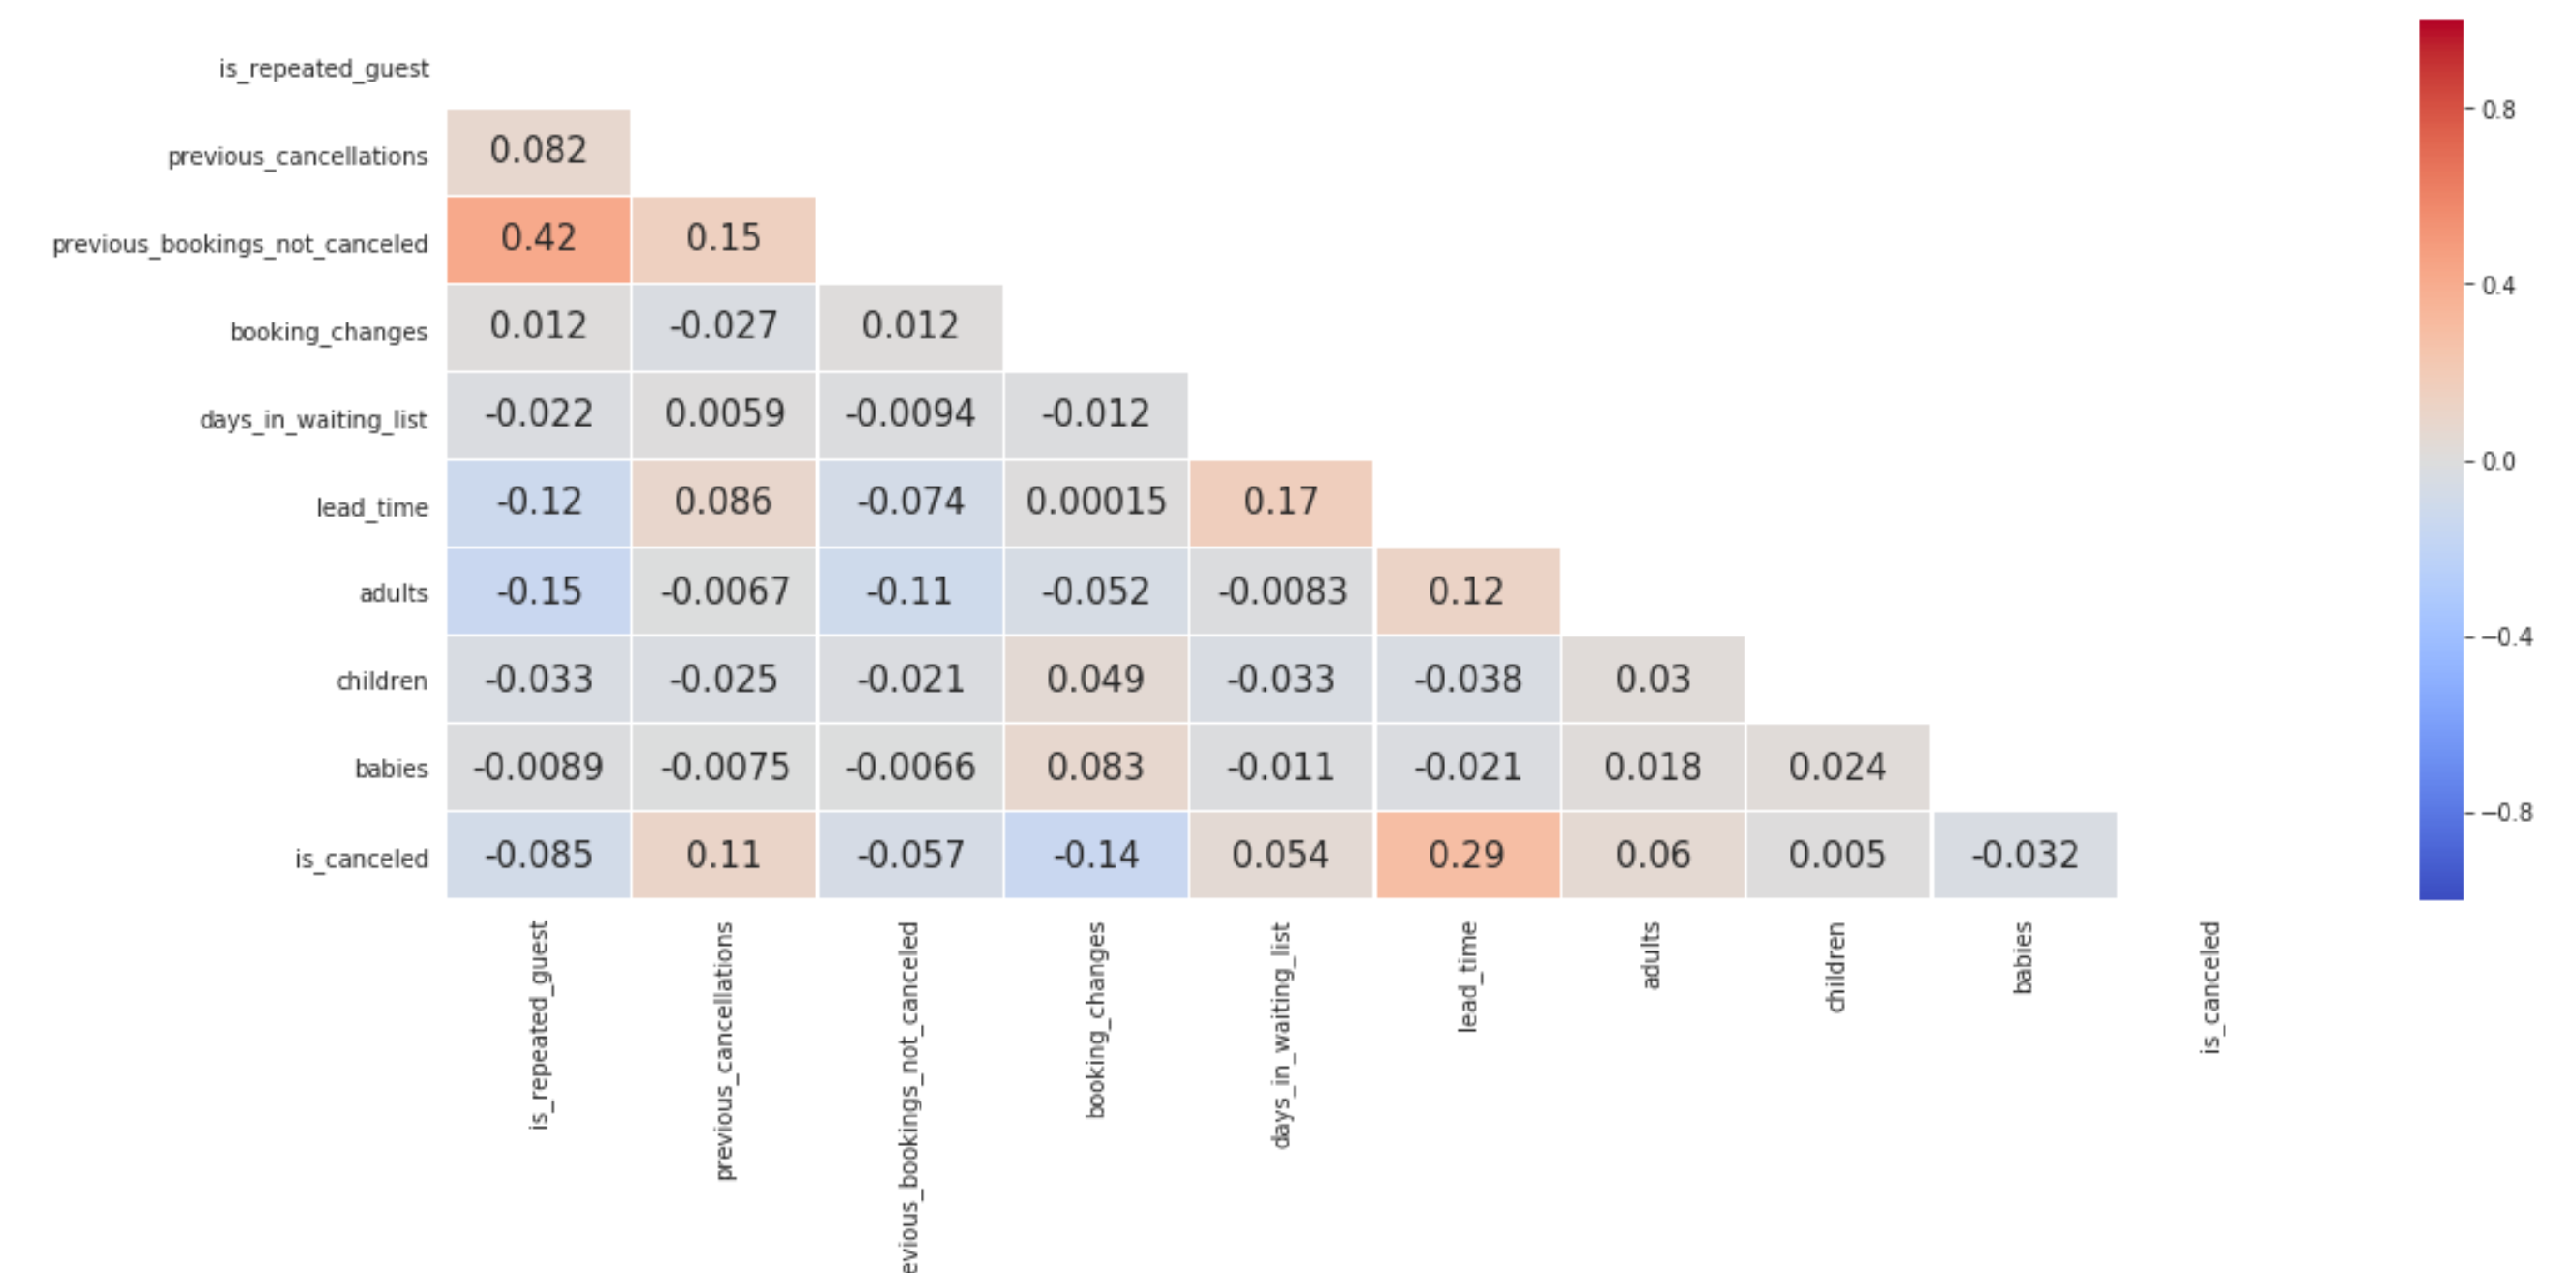 is_repeated_guest
previous_cancellations 0.082
previous_bookings_not_canceled 0.42 0.15
booking_changes 0.012 -0.027 0.012
days_in_waiting_list -0.022 0.0059 -0.0094 -0.012
lead_time -0.12 0.086 -0.074 0.00015 0.17
adults -0.15 -0.0067 -0.11 -0.052 -0.0083 0.12
children -0.033 -0.025 -0.021 0.049 -0.033 -0.038 0.03
babies -0.0089 -0.0075 -0.0066 0.083 -0.011 -0.021 0.018 0.024
is_canceled -0.085 0.11 -0.057 -0.14 0.054 0.29 0.06 0.005 -0.032
is_repeated_guest
previous_cancellations
evious_bookings_not_canceled
booking_changes
days_in_waiting_list
lead_time
adults
children
babies
is_canceled
0.8
0.4
0.0
−0.4
−0.8